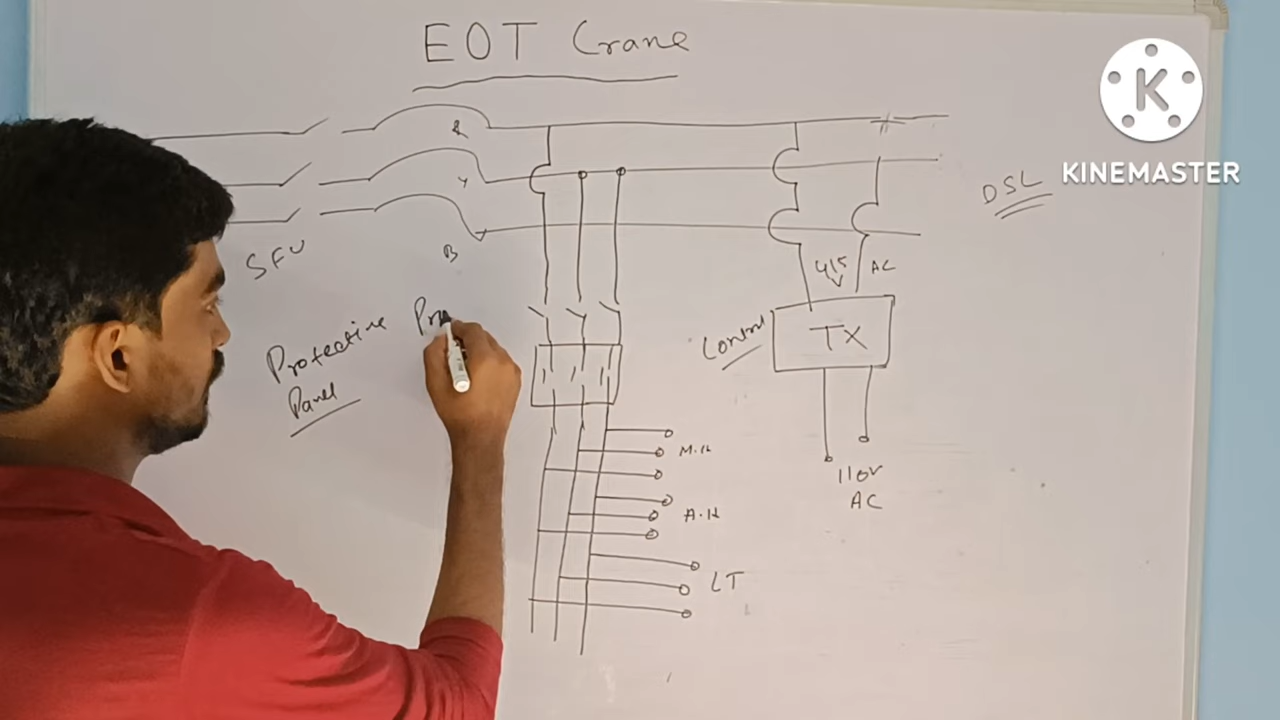 EOT Crane
K
KINEMASTER
R
Y
B
DSL
SFU
415 AC
V
Protective
Panel
Control
TX
M.H
110V
AC
A.H
LT